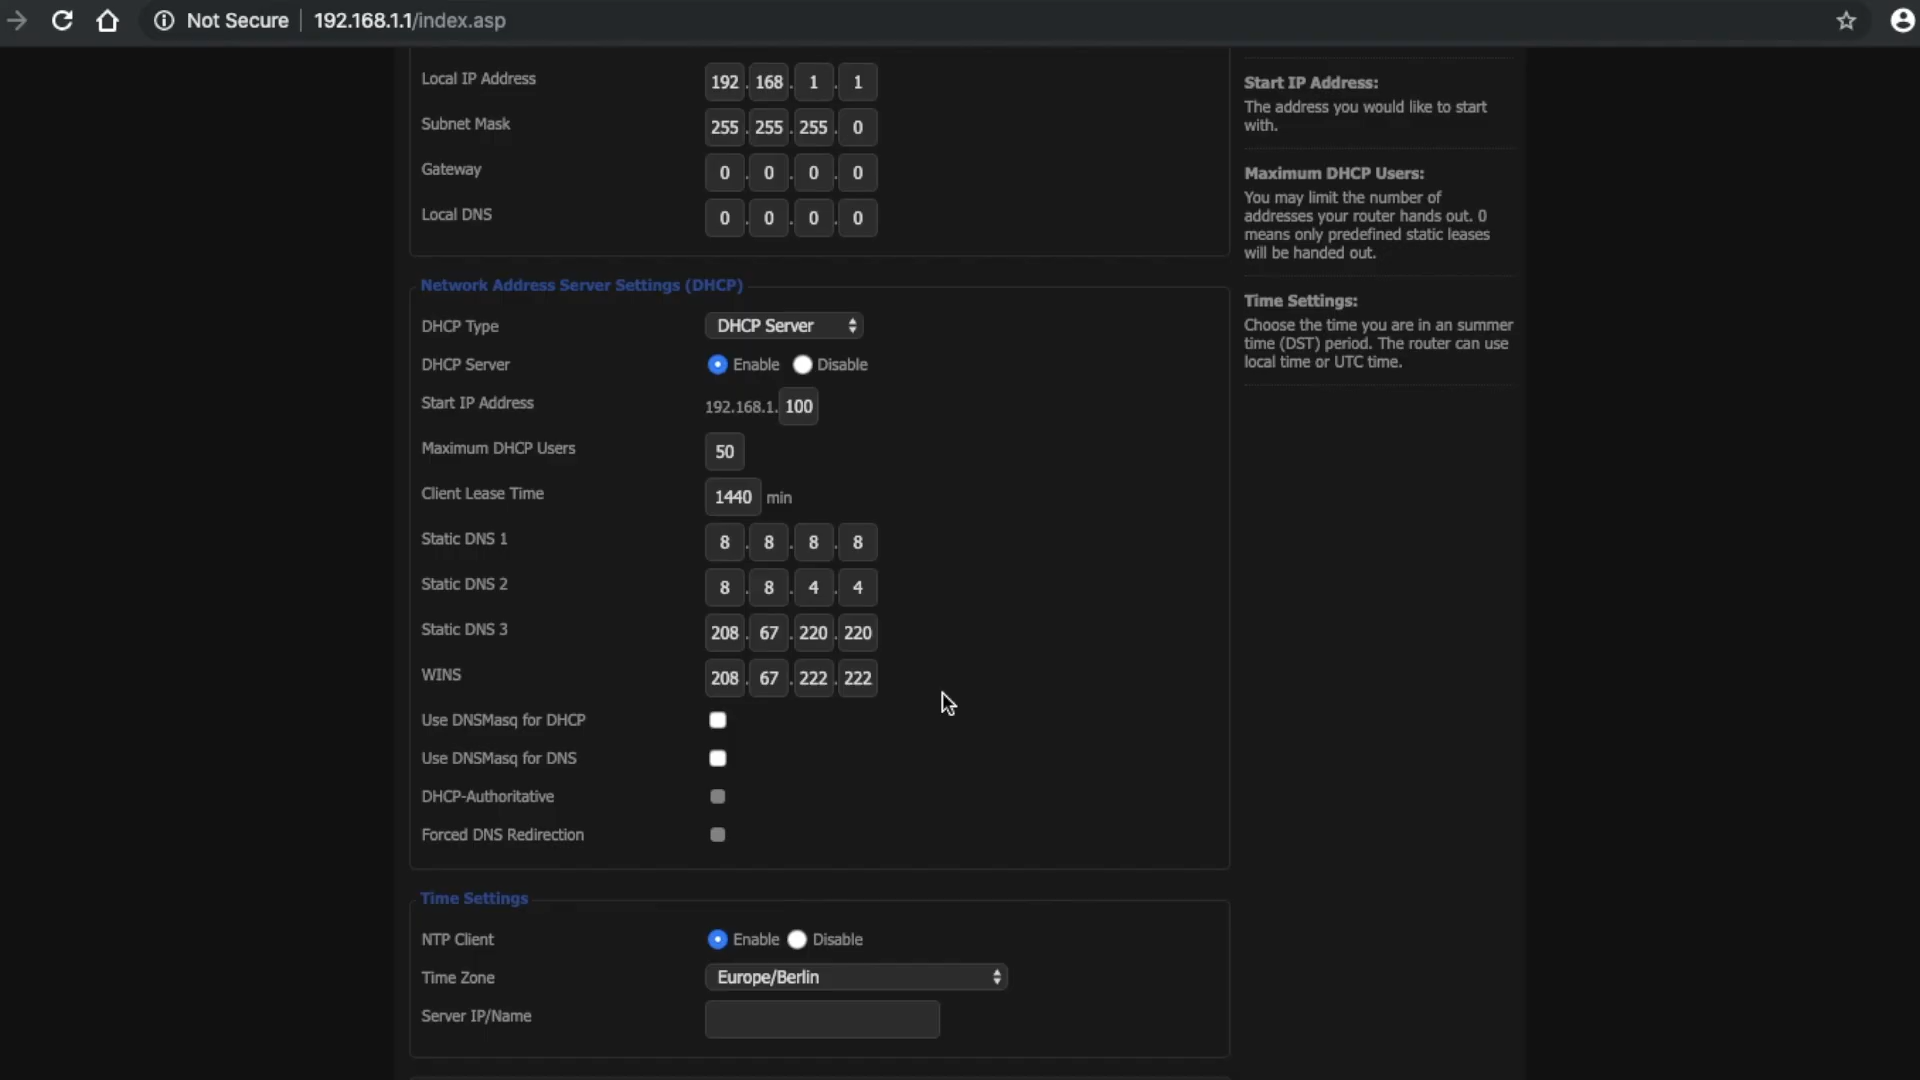 Not Secure | 192.168.1.1/index.asp
Local IP Address 192 . 168 . 1 . 1
Subnet Mask 255 . 255 . 255 . 0
Gateway 0 . 0 . 0 . 0
Local DNS 0 . 0 . 0 . 0
Network Address Server Settings (DHCP)
DHCP Type DHCP Server
DHCP Server Enable Disable
Start IP Address 192.168.1. 100
Maximum DHCP Users 50
Client Lease Time 1440 min
Static DNS 1 8 . 8 . 8 . 8
Static DNS 2 8 . 8 . 4 . 4
Static DNS 3 208 . 67 . 220 . 220
WINS 208 . 67 . 222 . 222
Use DNSMasq for DHCP
Use DNSMasq for DNS
DHCP-Authoritative
Forced DNS Redirection
Time Settings
NTP Client Enable Disable
Time Zone Europe/Berlin
Server IP/Name
Start IP Address:
The address you would like to start
with.
Maximum DHCP Users:
You may limit the number of
addresses your router hands out. 0
means only predefined static leases
will be handed out.
Time Settings:
Choose the time you are in an summer
time (DST) period. The router can use
local time or UTC time.